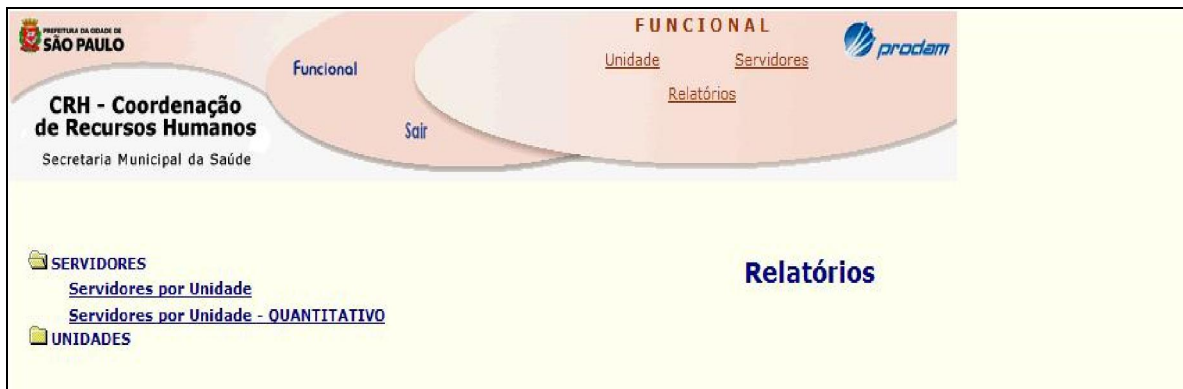 PREFEITURA DA CIDADE DE
SÃO PAULO
CRH - Coordenação
de Recursos Humanos
Secretaria Municipal da Saúde
Funcional
Sair
FUNCIONAL
Unidade Servidores
Relatórios
prodam
SERVIDORES
Servidores por Unidade
Servidores por Unidade - QUANTITATIVO
UNIDADES
Relatórios